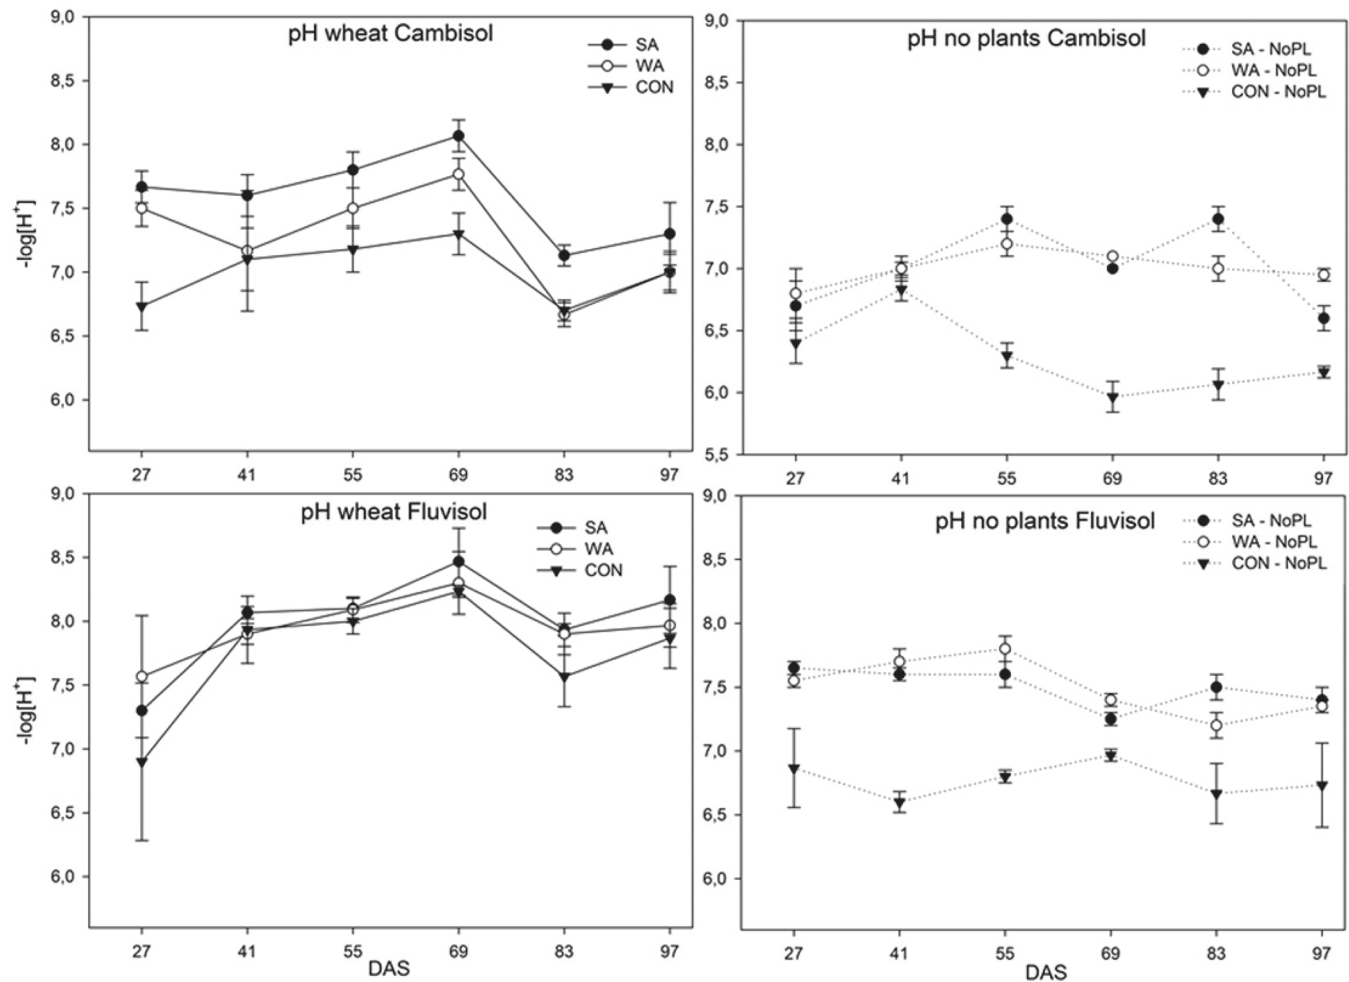 pH wheat Cambisol
SA
WA
CON
9,0
8,5
8,0
7,5
7,0
6,5
6,0
-log[H+]
27 41 55 69 83 97
pH no plants Cambisol
SA - NoPL
WA - NoPL
CON - NoPL
9,0
8,5
8,0
7,5
7,0
6,5
6,0
5,5
27 41 55 69 83 97
pH wheat Fluvisol
SA
WA
CON
9,0
8,5
8,0
7,5
7,0
6,5
6,0
-log[H+]
27 41 55 69 83 97
DAS
pH no plants Fluvisol
SA - NoPL
WA - NoPL
CON - NoPL
9,0
8,5
8,0
7,5
7,0
6,5
6,0
27 41 55 69 83 97
DAS